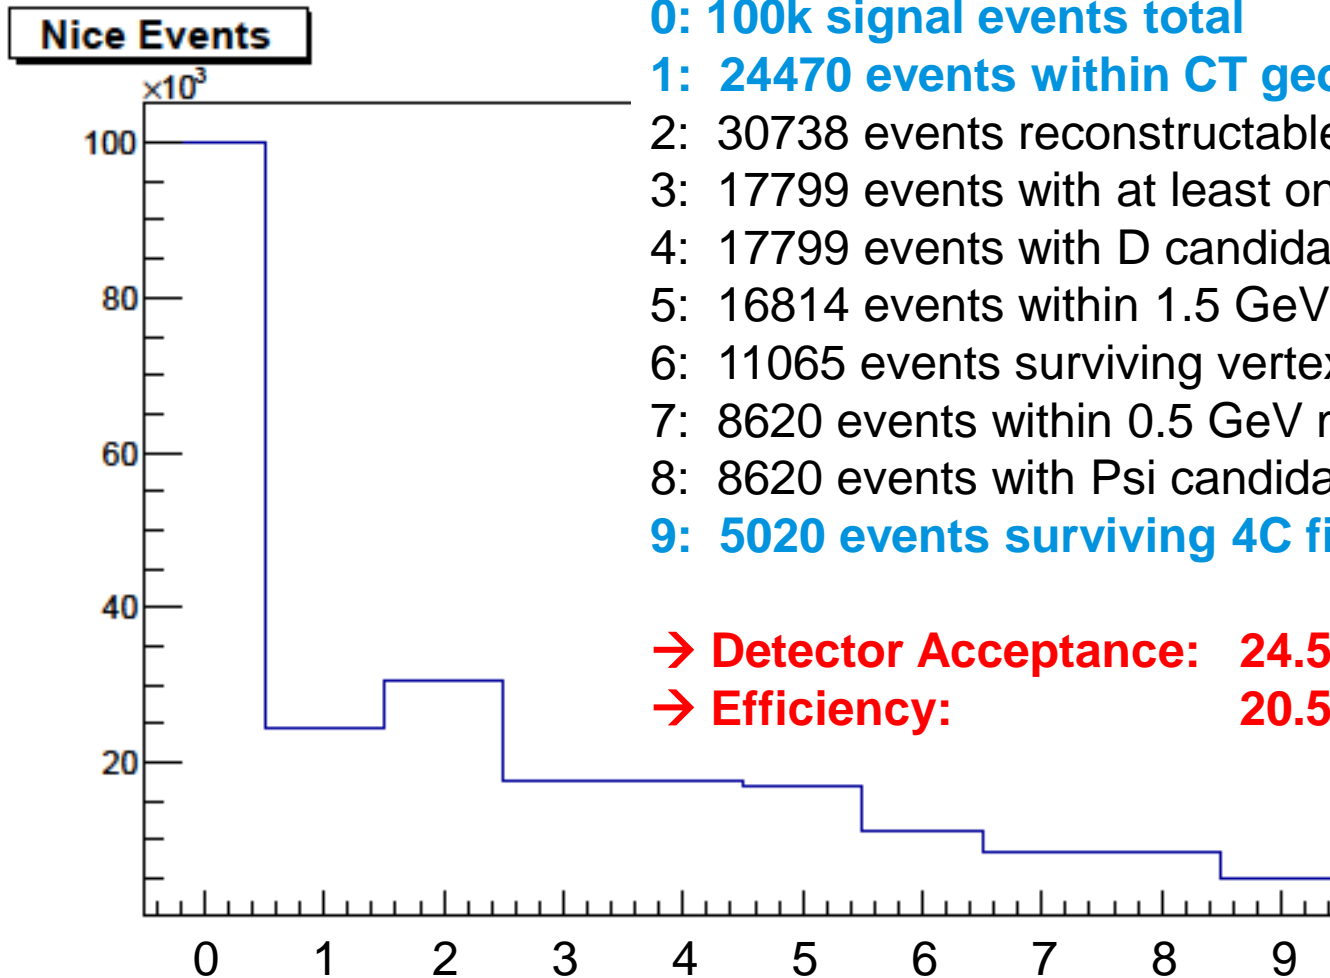 Nice Events
×10³
100
80
60
40
20
0 1 2 3 4 5 6 7 8 9
0: 100k signal events total
1: 24470 events within CT
2: 30738 events
3: 17799 events with at least
4: 17799 events with D
5: 16814 events within 1.5 GeV
6: 11065 events surviving
7: 8620 events within 0.5 GeV
8: 8620 events with Psi
9: 5020 events surviving 4C
→ Detector Acceptance: 24.5
→ Efficiency: 20.5